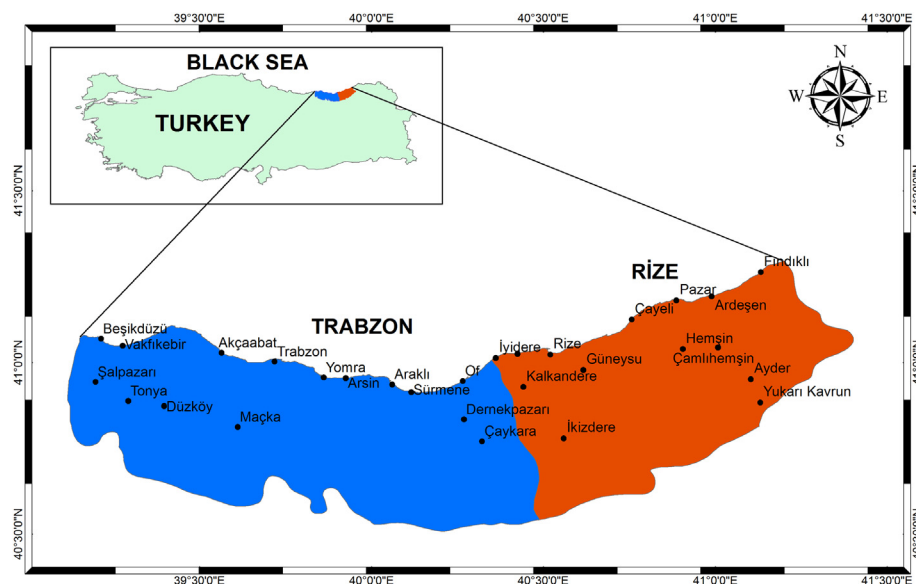 39°30'0"E
40°0'0"E
40°50'0"E
41°0'0"E
41°3'0"E
BLACK SEA
TURKEY
N
W
E
S
41°30'0"N
41°0'0"N
40°30'0"N
RİZE
TRABZON
Fındıklı
Pazar
Ardeşen
Çayeli
Beşikdüzü
Vakfıkebir
Akçaabat
Trabzon
İyidere
Rize
Hemşin
Çamlıhemşin
Güneysu
Şalpazarı
Yomra
Arsin
Araklı
Sürmene
Of
Kalkandere
Ayder
Tonya
Düzköy
Yukarı Kavrun
Maçka
Dernekpazarı
Çaykara
İkizdere
39°30'0"E
40°0'0"E
40°50'0"E
41°0'0"E
41°30'0"E